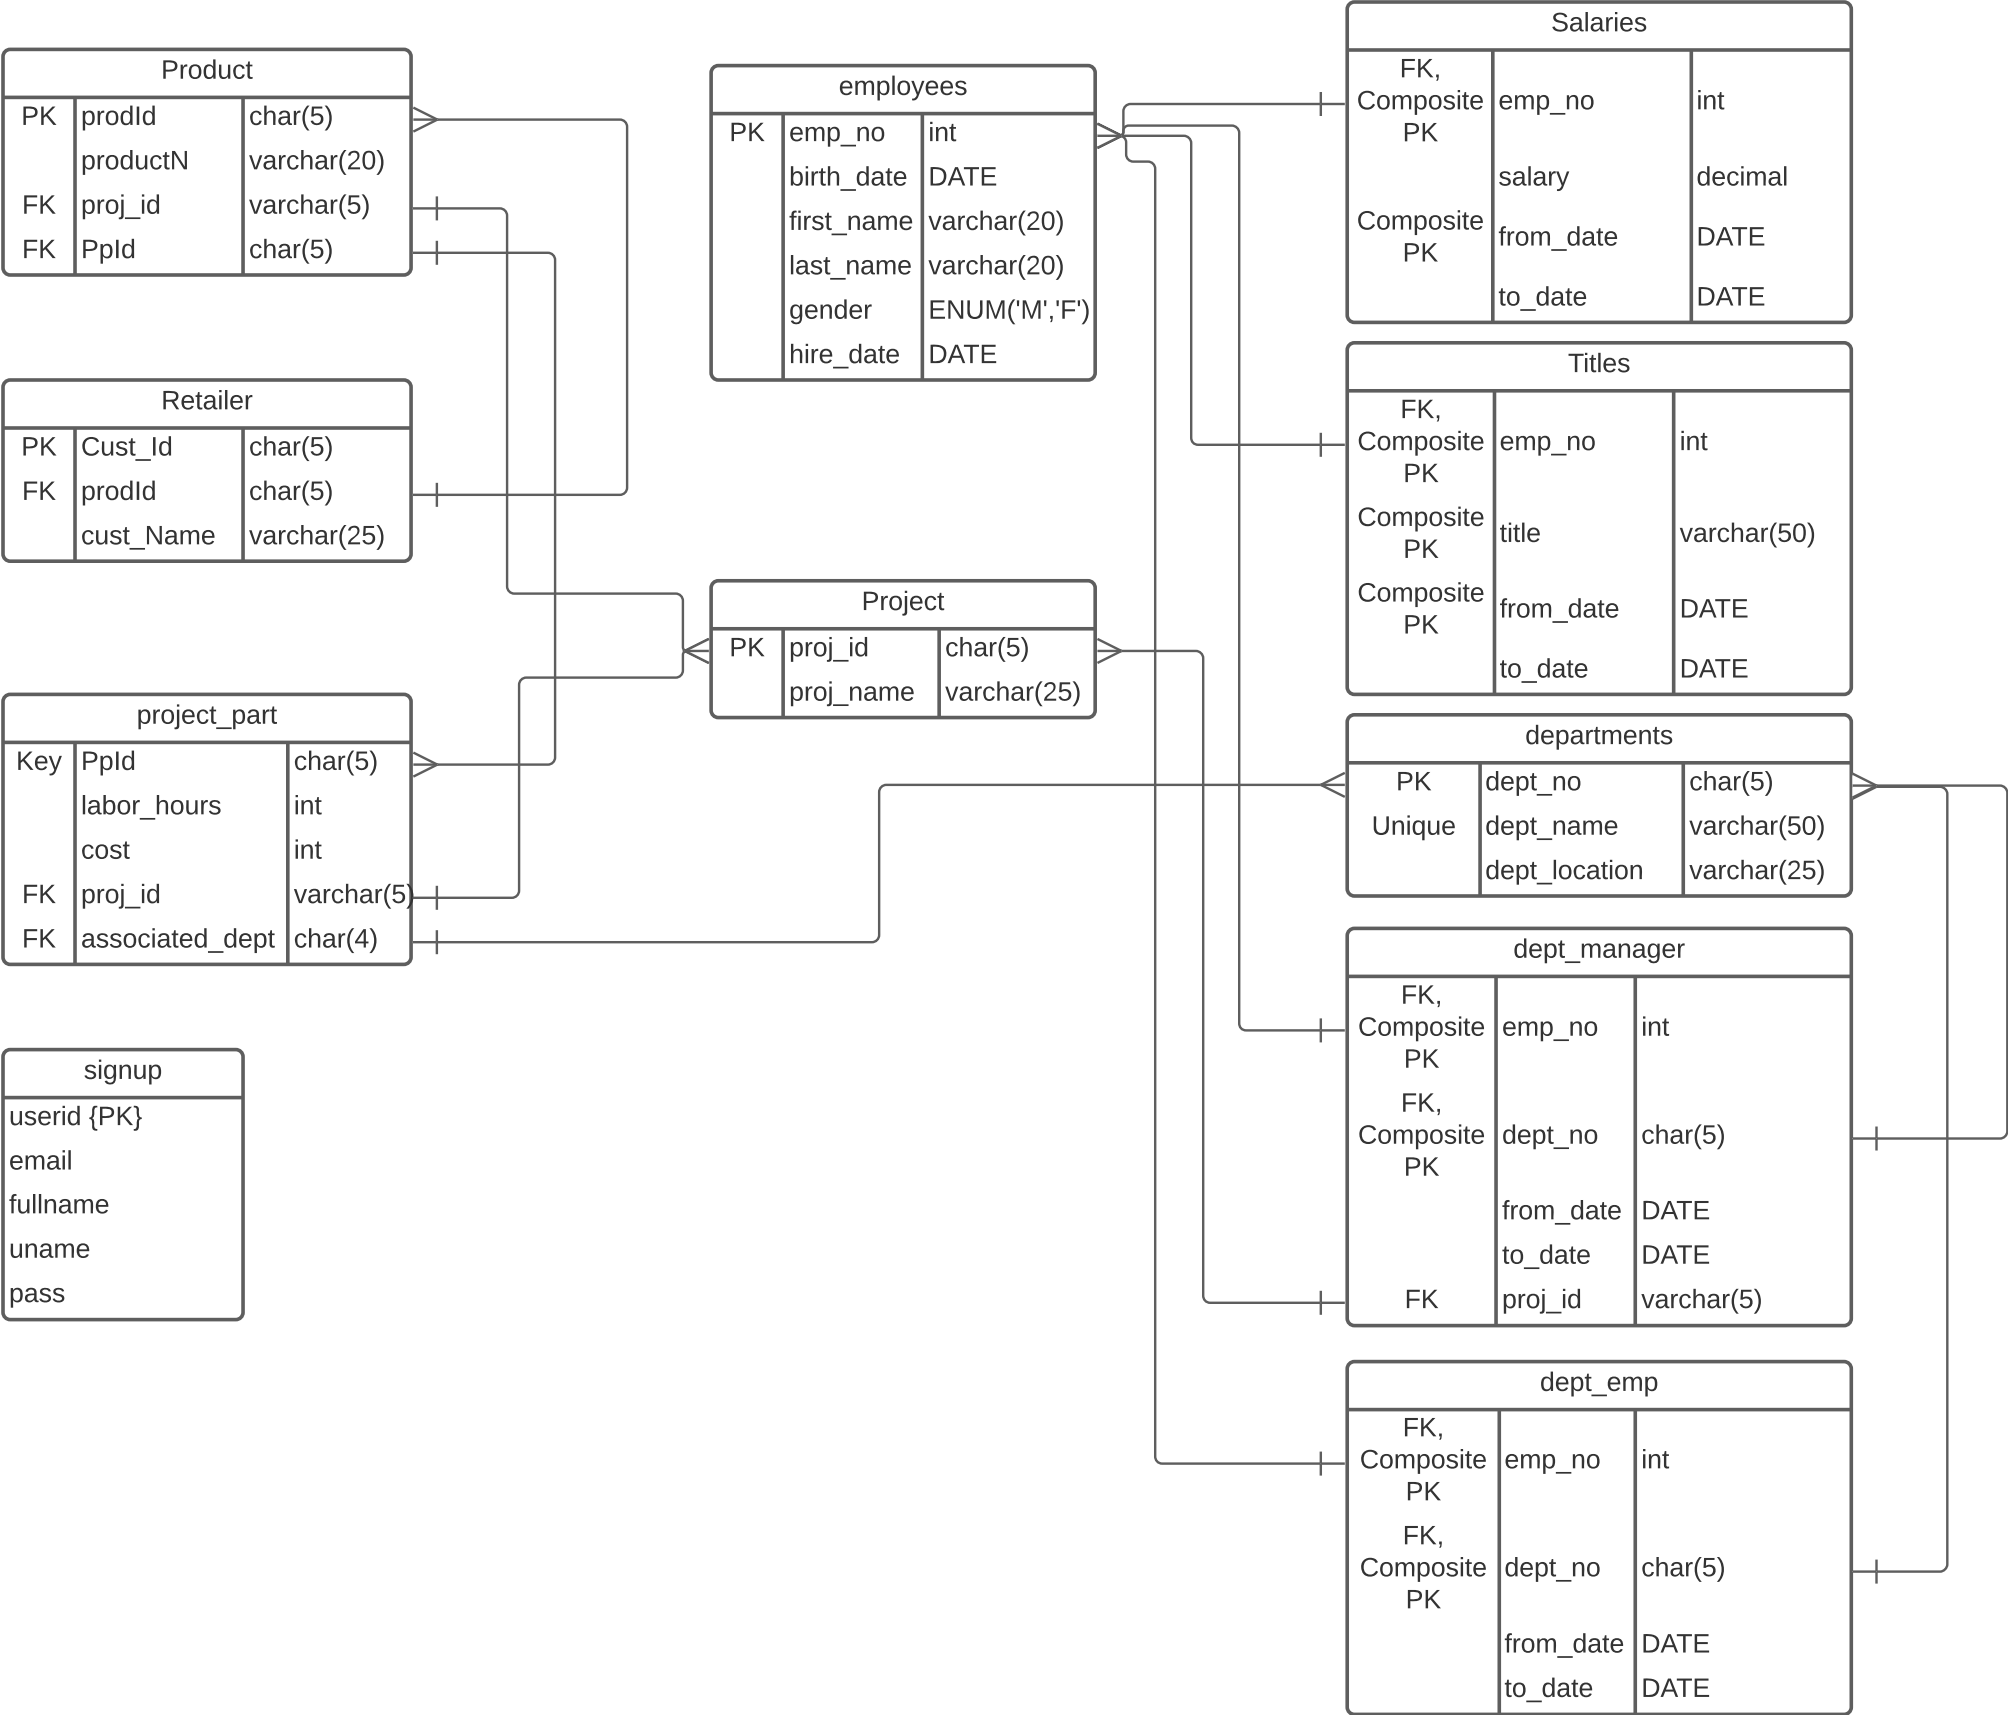 Product
PK prodId char(5)
productN varchar(20)
FK proj_id varchar(5)
FK PpId char(5)
Retailer
PK Cust_Id char(5)
FK prodId char(5)
cust_Name varchar(25)
project_part
Key PpId char(5)
labor_hours int
cost int
FK proj_id varchar(5)
FK associated_dept char(4)
signup
userid {PK}
email
fullname
uname
pass
employees
PK emp_no int
birth_date DATE
first_name varchar(20)
last_name varchar(20)
gender ENUM('M','F')
hire_date DATE
Project
PK proj_id char(5)
proj_name varchar(25)
Salaries
FK,
Composite emp_no int
PK
salary decimal
Composite
PK
from_date DATE
to_date DATE
Titles
FK,
Composite emp_no int
PK
Composite
PK
title varchar(50)
Composite
PK
from_date DATE
to_date DATE
departments
PK dept_no char(5)
Unique dept_name varchar(50)
dept_location varchar(25)
dept_manager
FK,
Composite emp_no int
PK
FK,
Composite dept_no char(5)
PK
from_date DATE
to_date DATE
FK proj_id varchar(5)
dept_emp
FK,
Composite emp_no int
PK
FK,
Composite dept_no char(5)
PK
from_date DATE
to_date DATE